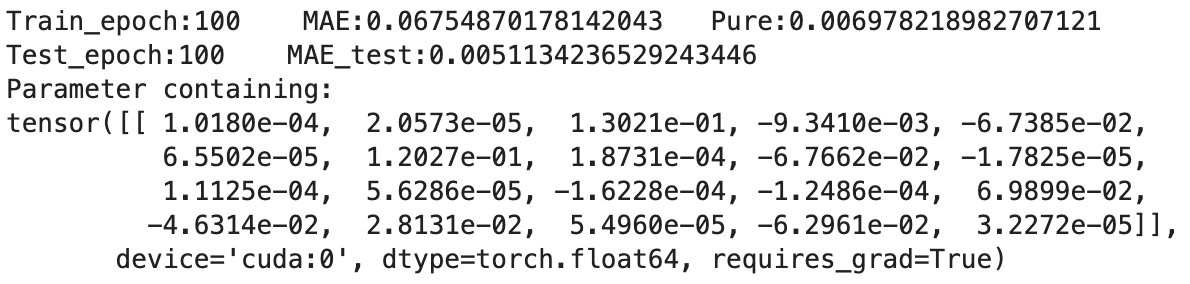 Train_epoch:100    MAE:0.06754870178142043   Pure:0.006978218982707121
Test_epoch:100    MAE_test:0.0051134236529243446
Parameter containing:
tensor([[ 1.0180e-04,  2.0573e-05,  1.3021e-01, -9.3410e-03, -6.7385e-02,
          6.5502e-05,  1.2027e-01,  1.8731e-04, -6.7662e-02, -1.7825e-05,
          1.1125e-04,  5.6286e-05, -1.6228e-04, -1.2486e-04,  6.9899e-02,
         -4.6314e-02,  2.8131e-02,  5.4960e-05, -6.2961e-02,  3.2272e-05]],
       device='cuda:0', dtype=torch.float64, requires_grad=True)